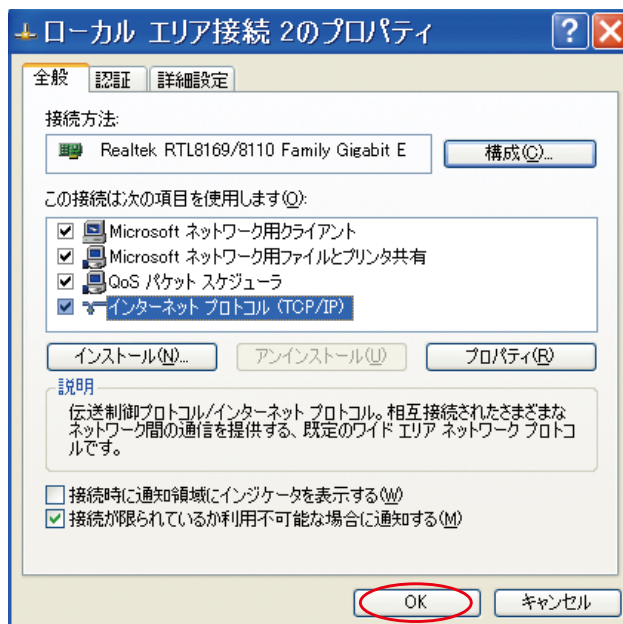 ローカル エリア接続 2のプロパティ
全般 認証 詳細設定
接続方法:
Realtek RTL8169/8110 Family Gigabit E 構成(C)...
この接続は次の項目を使用します(O):
Microsoft ネットワーク用クライアント
Microsoft ネットワーク用ファイルとプリンタ共有
QoS パケット スケジューラ
インターネット プロトコル (TCP/IP)
インストール(N)... アンインストール(U) プロパティ(R)
説明
伝送制御プロトコル/インターネット プロトコル。相互接続されたさまざまな
ネットワーク間の通信を提供する、既定のワイド エリア ネットワーク プロトコ
ルです。
接続時に通知領域にインジケータを表示する(W)
接続が限られているか利用不可能な場合に通知する(M)
OK キャンセル